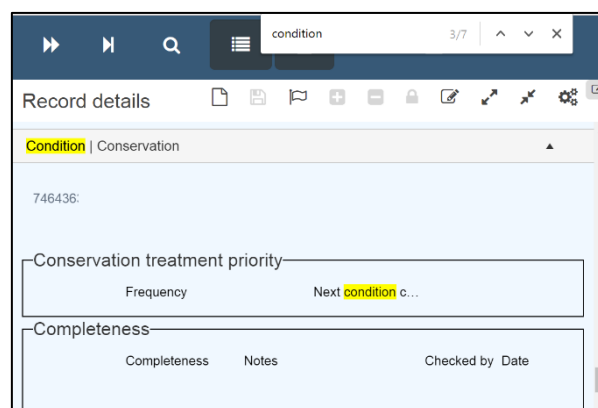 condition 3/7
Record details
Condition | Conservation
746436
Conservation treatment priority
Frequency Next condition c...
Completeness
Completeness Notes Checked by Date